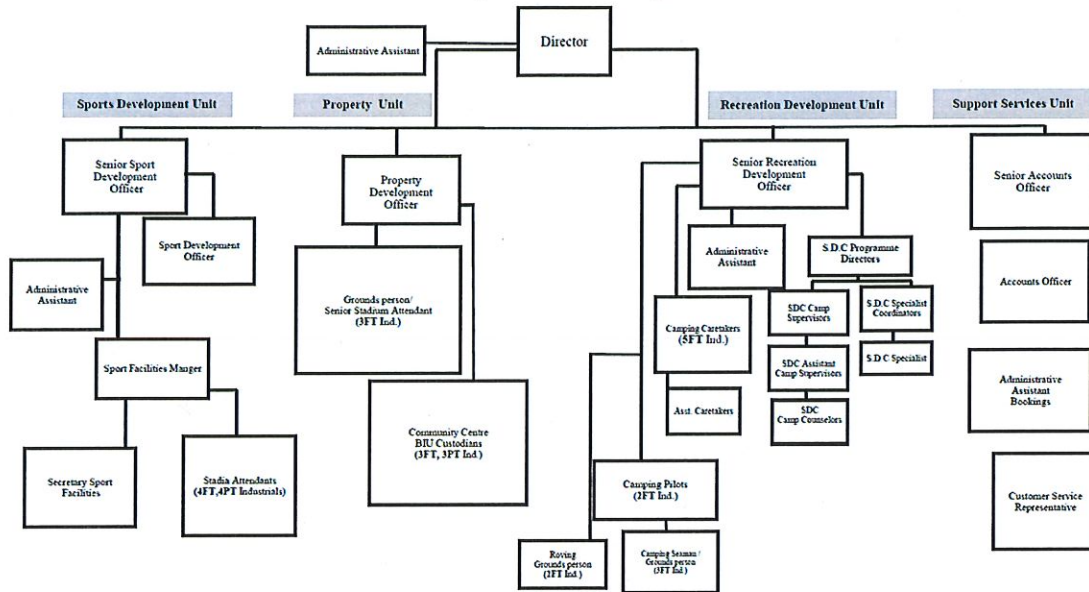 Director
Administrative Assistant
Sports Development Unit
Property Unit
Recreation Development Unit
Support Services Unit
Senior Sport
Development
Officer
Sport Development
Officer
Administrative
Assistant
Sport Facilities Manger
Secretary Sport
Facilities
Stadia Attendants
(4FT,4PT Industrials)
Property
Development
Officer
Grounds person/
Senior Stadium Attendant
(3FT Ind.)
Community Centre
BIU Custodians
(3FT, 3PT Ind.)
Senior Recreation
Development
Officer
Administrative
Assistant
S.D.C Programme
Directors
Camping Caretakers
(5FT Ind.)
Asst. Caretakers
SDC Camp
Supervisors
SDC Assistant
Camp Supervisors
SDC
Camp Counselors
S.D.C Specialist
Coordinators
S.D.C Specialist
Camping Pilots
(2FT Ind.)
Roving
Grounds person
(2FT Ind.)
Camping Seaman /
Grounds person
(3FT Ind.)
Senior Accounts
Officer
Accounts Officer
Administrative
Assistant
Bookings
Customer Service
Representative